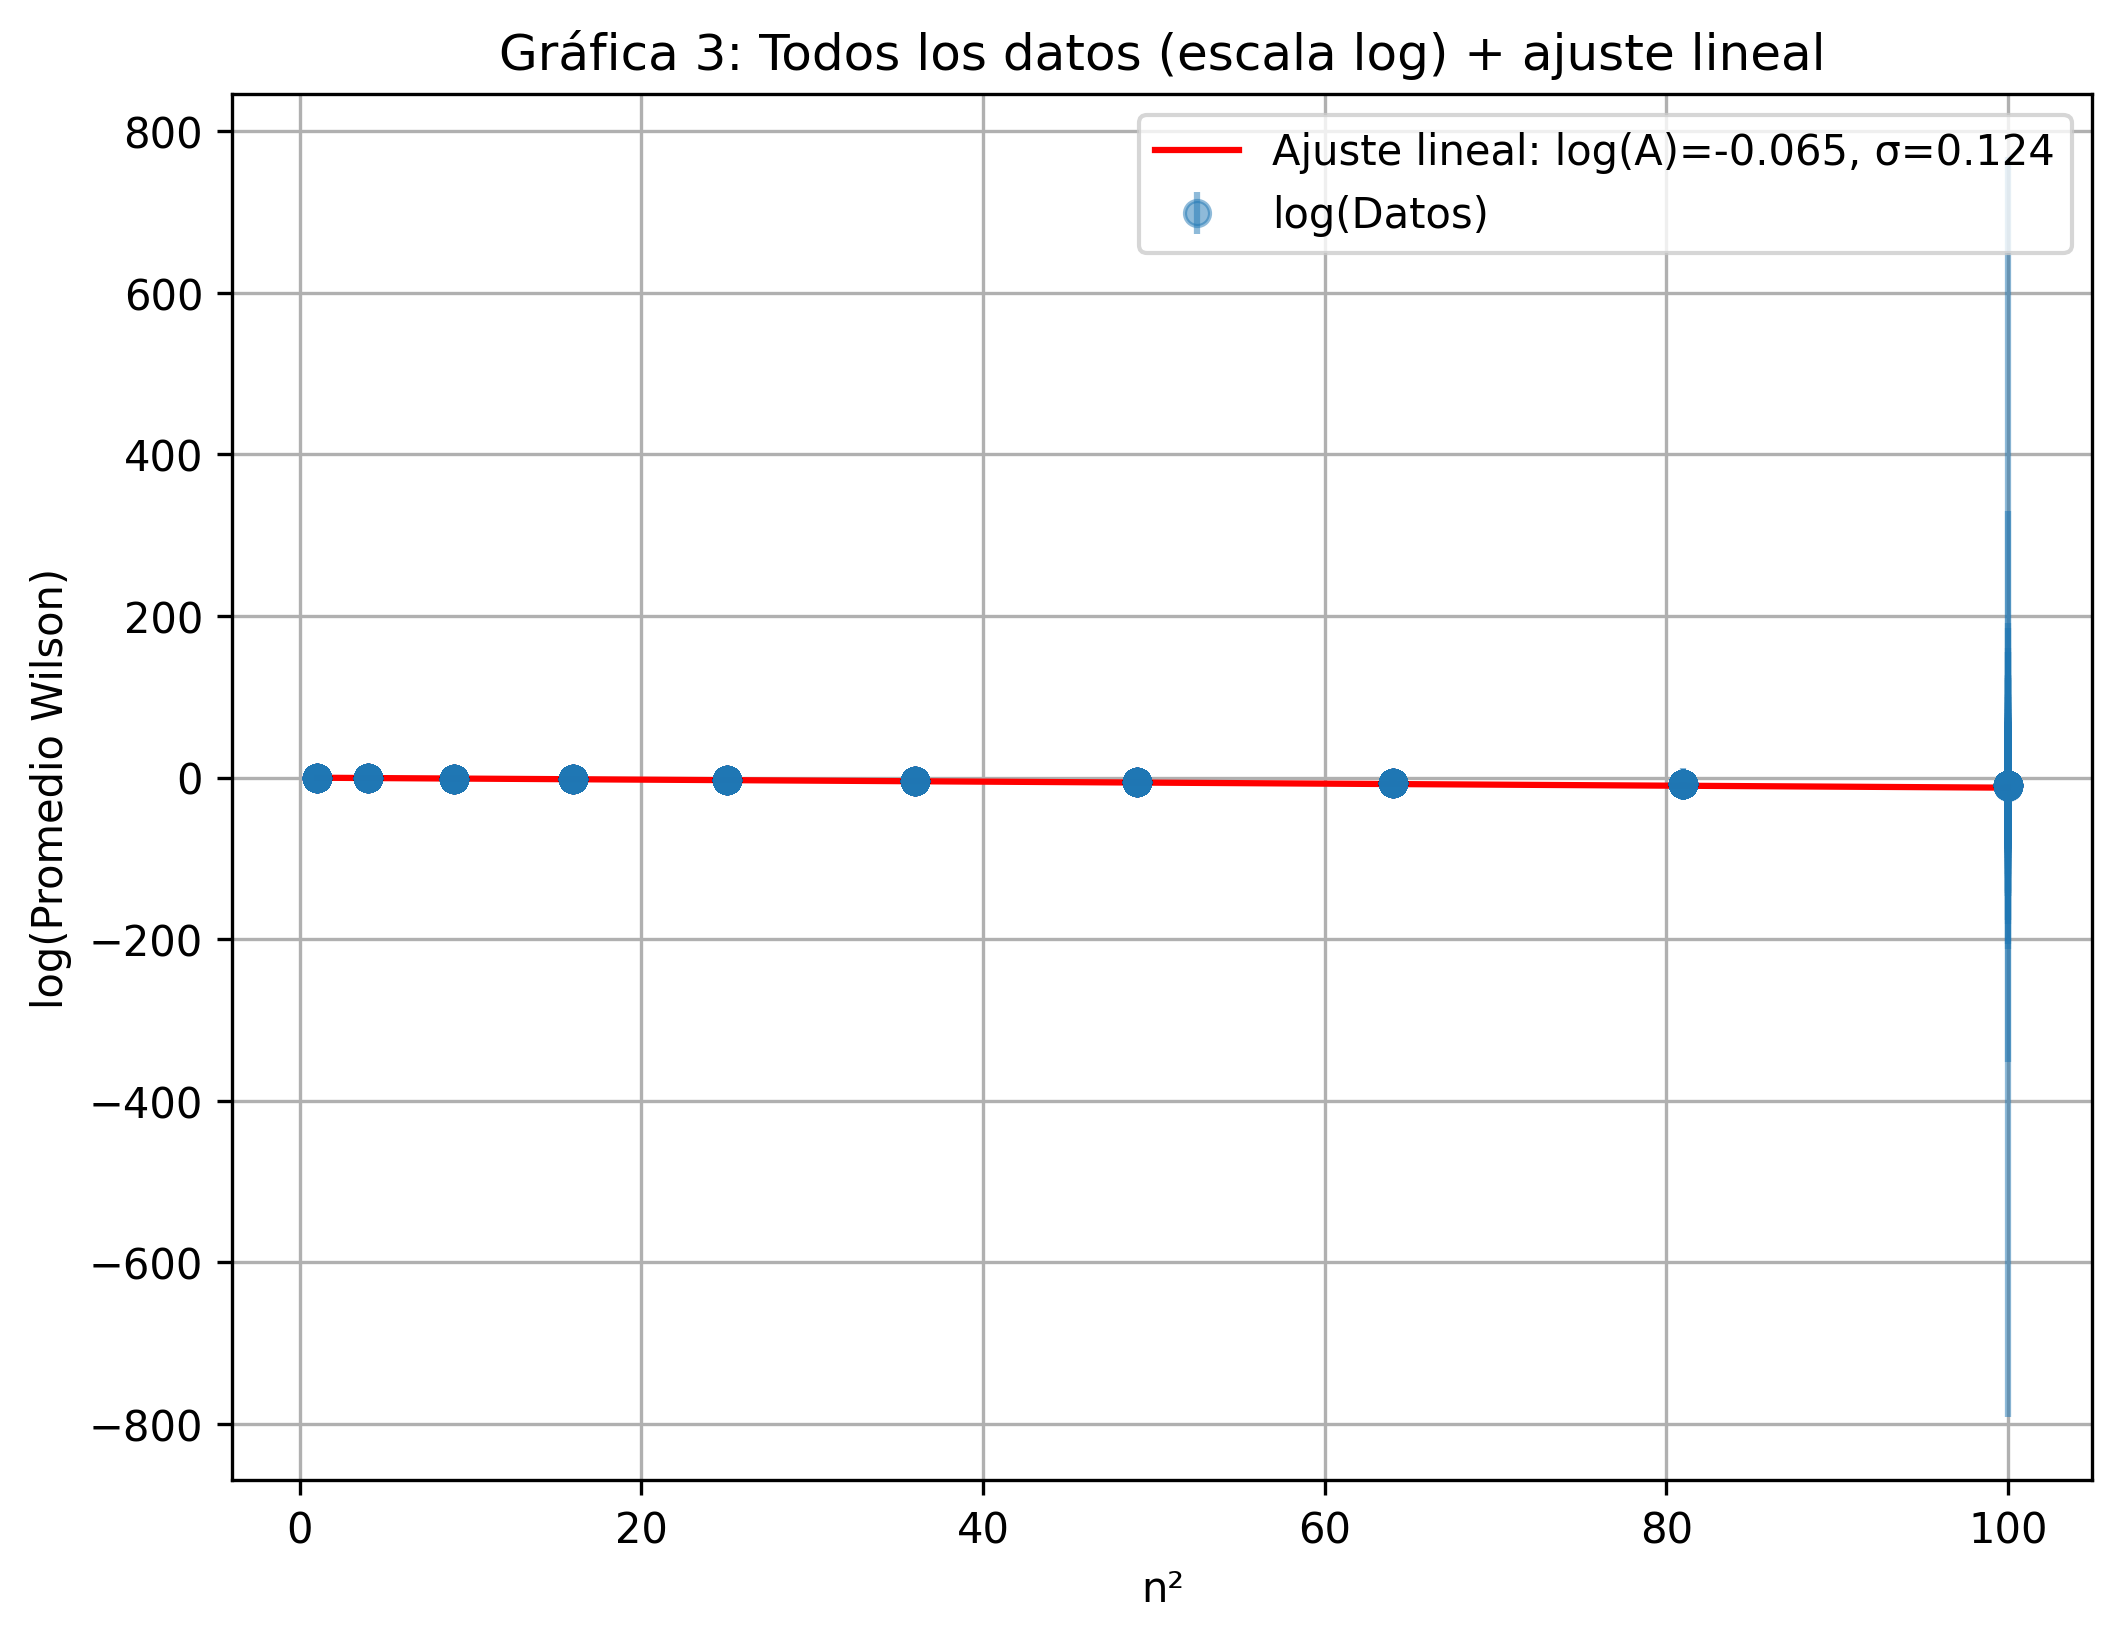 Gráfica 3: Todos los datos (escala log) + ajuste lineal
Ajuste lineal: log(A)=-0.065, σ=0.124
log(Datos)
800
600
400
200
0
−200
−400
−600
−800
log(Promedio Wilson)
0 20 40 60 80 100
n²